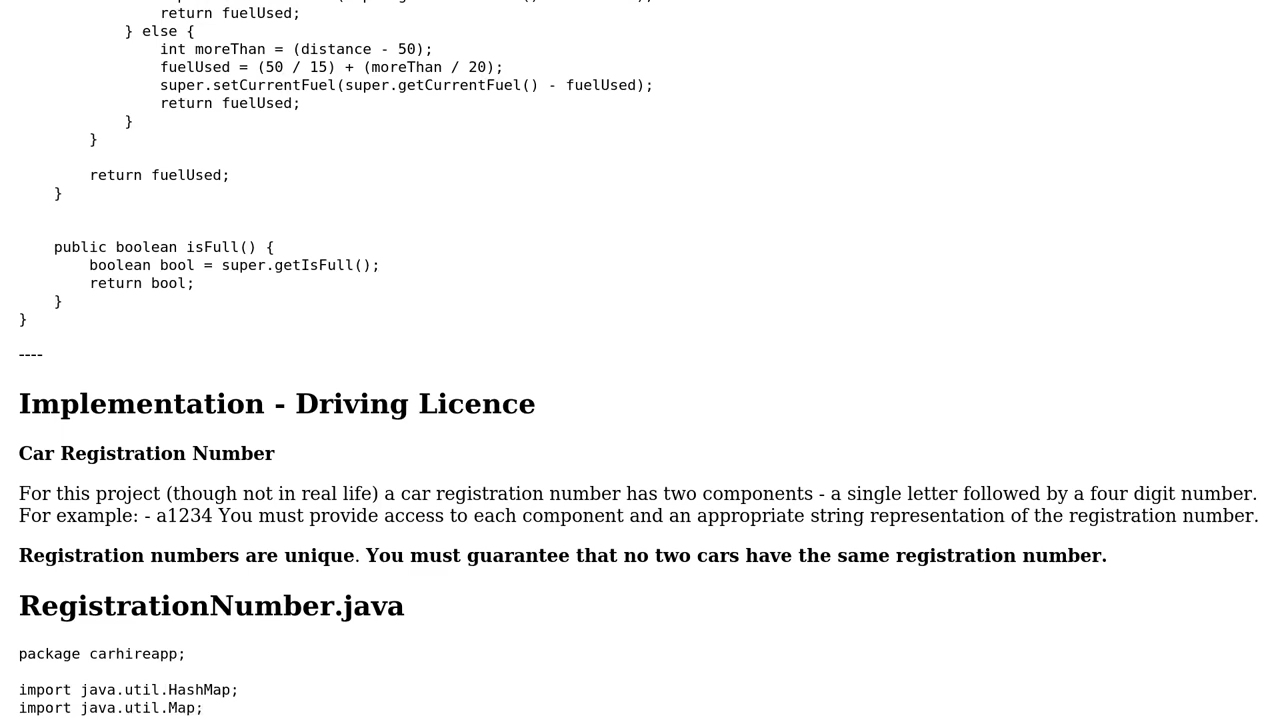 return fuelUsed;
} else {
int moreThan = (distance - 50);
fuelUsed = (50 / 15) + (moreThan / 20);
super.setCurrentFuel(super.getCurrentFuel() - fuelUsed);
return fuelUsed;
}
}
return fuelUsed;
}
public boolean isFull() {
boolean bool = super.getIsFull();
return bool;
}
}
----
Implementation - Driving Licence
Car Registration Number
For this project (though not in real life) a car registration number has two components - a single letter followed by a four digit number.
For example: - a1234 You must provide access to each component and an appropriate string representation of the registration number.
Registration numbers are unique. You must guarantee that no two cars have the same registration number.
RegistrationNumber.java
package carhireapp;
import java.util.HashMap;
import java.util.Map;